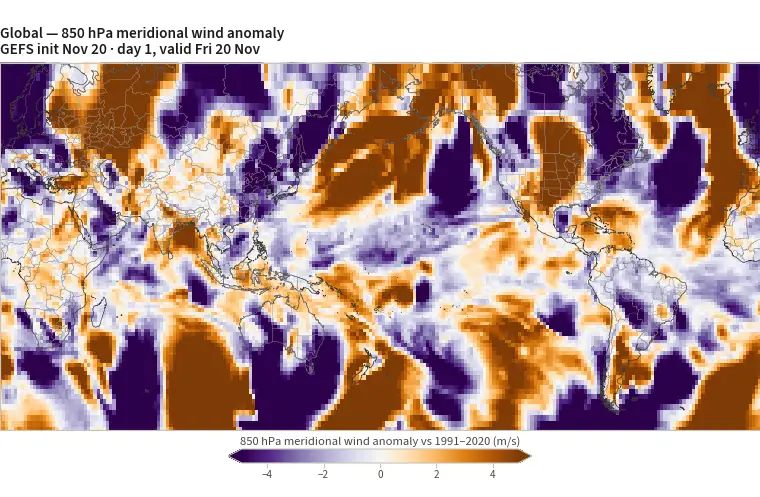 Global — 850 hPa meridional wind anomaly
GEFS init Nov 20 · day 1, valid Fri 20 Nov
850 hPa meridional wind anomaly vs 1991–2020 (m/s)
−4 −2 0 2 4